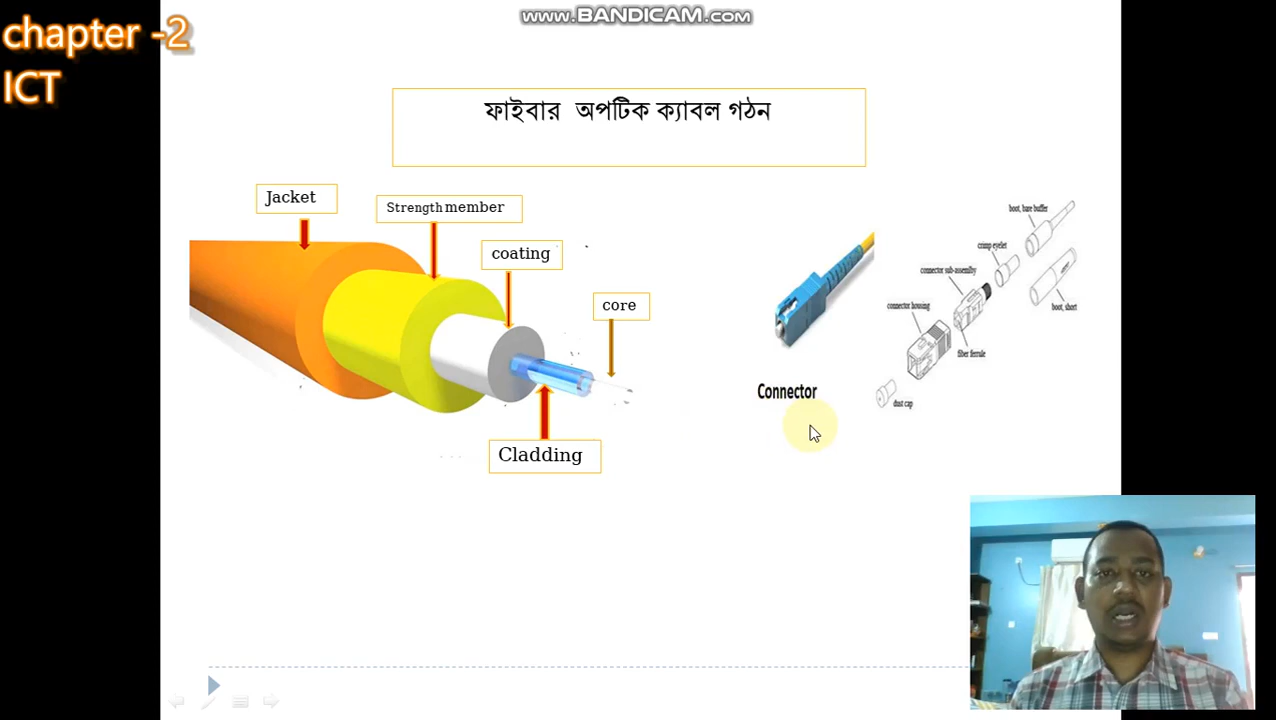 www.BANDICAM.com
chapter -2
ICT
ফাইবার অপটিক ক্যাবল গঠন
Jacket
Strength member
coating
core
Cladding
Connector
boot, bare buffer
crimp eyelet
connector sub-assemlby
connector housing
boot, short
fiber ferrule
dust cap